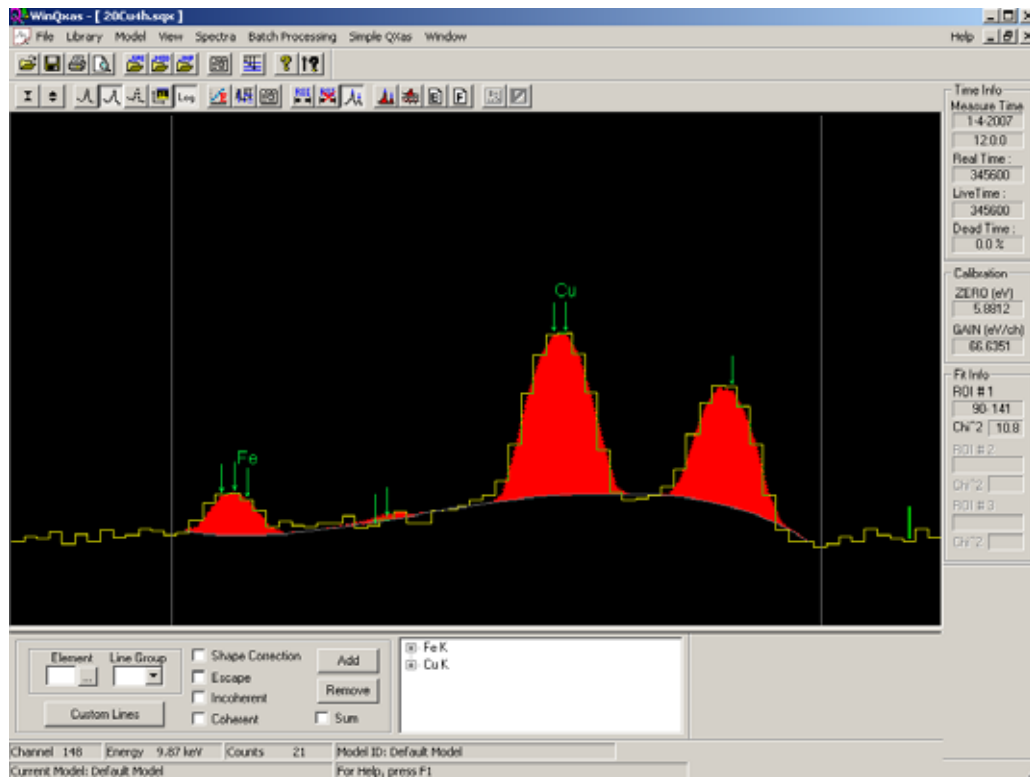 WinQxas - [ 20Cu4h.sqx ]
File Library Model View Spectra Batch Processing Simple QXas Window Help
Log
Time Info
Measure Time
1-4-2007
12:0:0
Real Time :
345600
LiveTime :
345600
Dead Time :
0.0 %
Calibration
ZERO (eV)
5.8812
GAIN (eV/ch)
66.6351
Fit Info
ROI # 1
90- 141
Chi^2 10.8
ROI # 2
Chi^2
ROI # 3
Chi^2
Cu
Fe
Element Line Group
...
Custom Lines
Shape Correction
Escape
Incoherent
Coherent
Add
Remove
Sum
Fe K
Cu K
Channel 148 Energy 9.87 keV Counts 21 Model ID: Default Model
Current Model: Default Model For Help, press F1